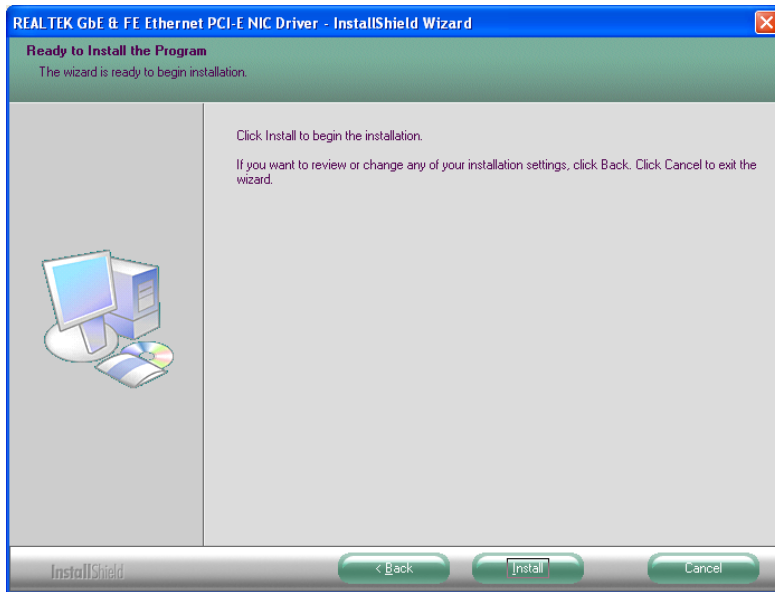 REALTEK GbE & FE Ethernet PCI-E NIC Driver - InstallShield Wizard
Ready to Install the Program
The wizard is ready to begin installation.
Click Install to begin the installation.
If you want to review or change any of your installation settings, click Back. Click Cancel to exit the
wizard.
InstallShield
< Back
Install
Cancel